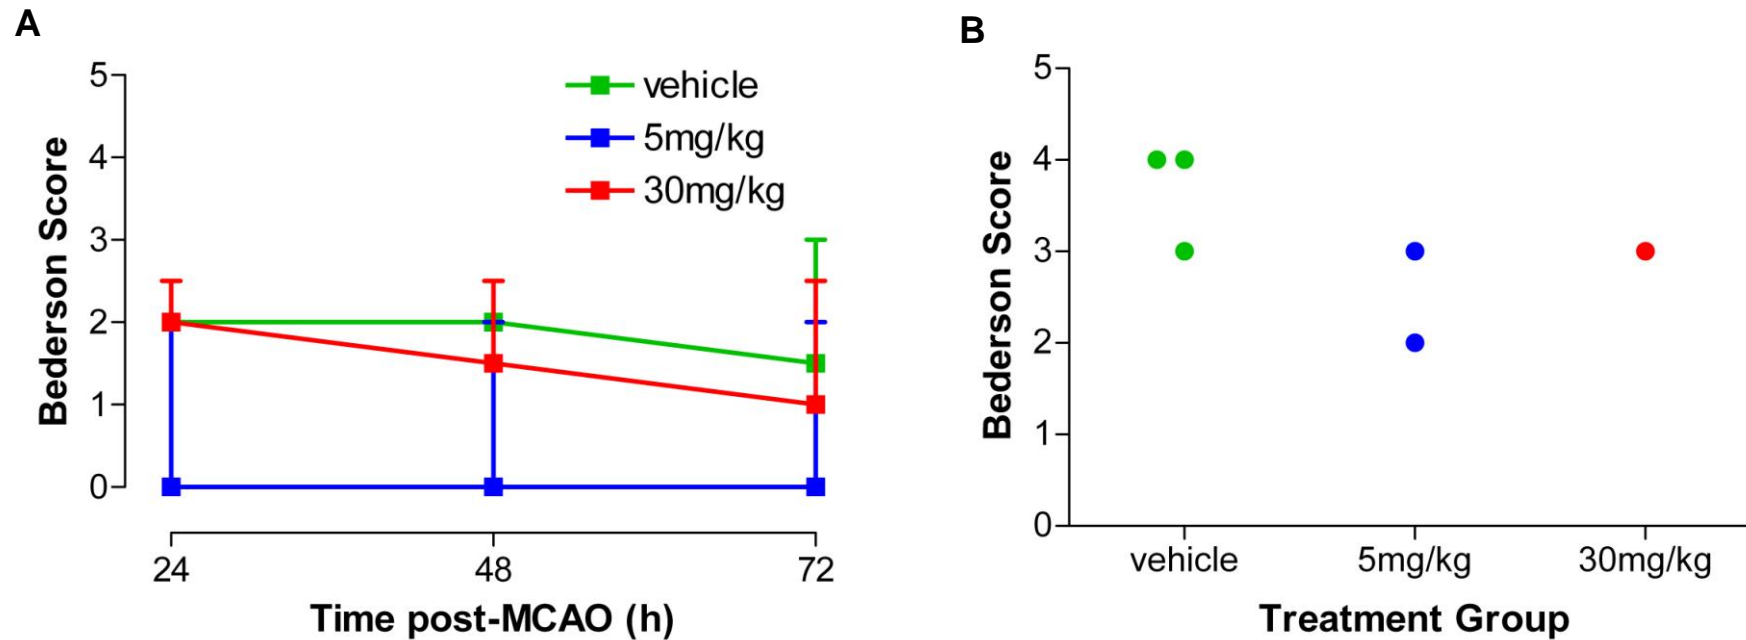 A
5
4
3
2
1
0
Bederson Score
vehicle
5mg/kg
30mg/kg
24 48 72
Time post-MCAO (h)
B
5
4
3
2
1
0
Bederson Score
vehicle 5mg/kg 30mg/kg
Treatment Group